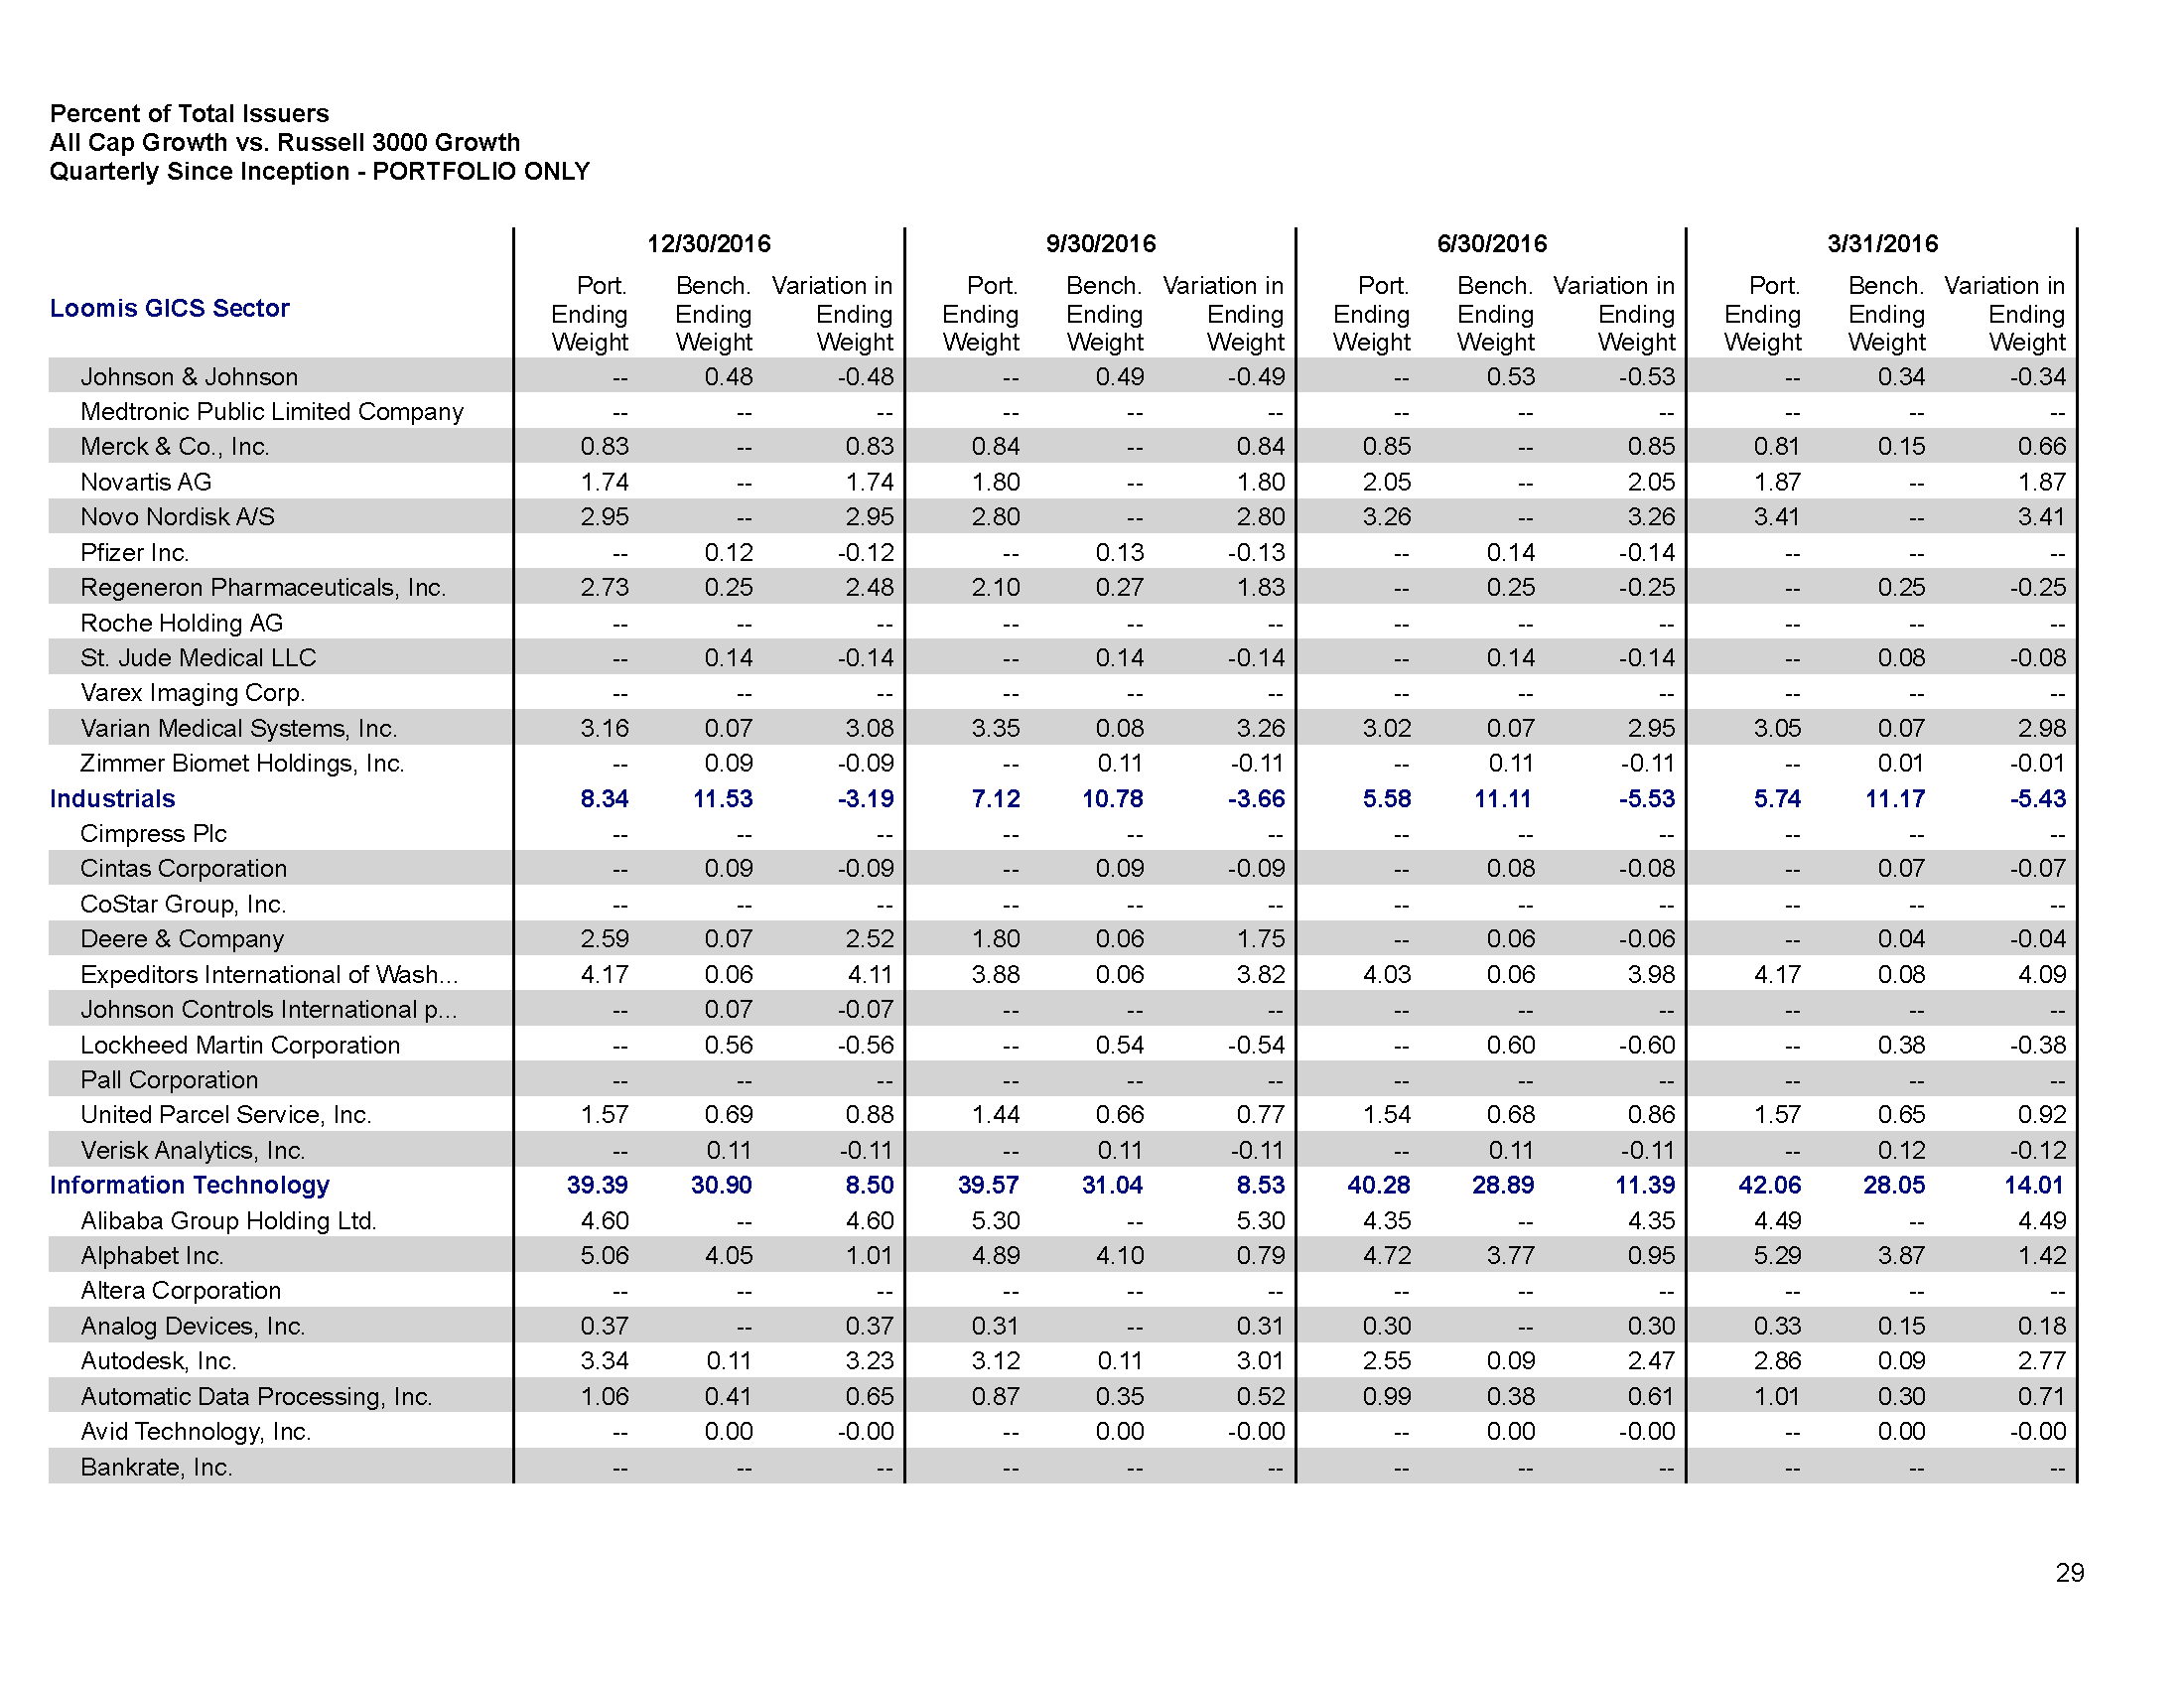 Percent of Total Issuers
All Cap Growth vs. Russell 3000 Growth
Quarterly Since Inception - PORTFOLIO ONLY
12/30/2016 9/30/2016 6/30/2016 3/31/2016
Port. Bench. Variation in Port. Bench. Variation in Port. Bench. Variation in Port. Bench. Variation in
Loomis GICS Sector Ending Ending Ending Ending Ending Ending Ending Ending Ending Ending Ending Ending
Weight Weight Weight Weight Weight Weight Weight Weight Weight Weight Weight Weight
Johnson & Johnson -- 0.48 -0.48 -- 0.49 -0.49 -- 0.53 -0.53 -- 0.34 -0.34
Medtronic Public Limited Company -- -- -- -- -- -- -- -- -- -- -- --
Merck & Co., Inc. 0.83 -- 0.83 0.84 -- 0.84 0.85 -- 0.85 0.81 0.15 0.66
Novartis AG 1.74 -- 1.74 1.80 -- 1.80 2.05 -- 2.05 1.87 -- 1.87
Novo Nordisk A/S 2.95 -- 2.95 2.80 -- 2.80 3.26 -- 3.26 3.41 -- 3.41
Pfizer Inc. -- 0.12 -0.12 -- 0.13 -0.13 -- 0.14 -0.14 -- -- --
Regeneron Pharmaceuticals, Inc. 2.73 0.25 2.48 2.10 0.27 1.83 -- 0.25 -0.25 -- 0.25 -0.25
Roche Holding AG -- -- -- -- -- -- -- -- -- -- -- --
St. Jude Medical LLC -- 0.14 -0.14 -- 0.14 -0.14 -- 0.14 -0.14 -- 0.08 -0.08
Varex Imaging Corp. -- -- -- -- -- -- -- -- -- -- -- --
Varian Medical Systems, Inc. 3.16 0.07 3.08 3.35 0.08 3.26 3.02 0.07 2.95 3.05 0.07 2.98
Zimmer Biomet Holdings, Inc. -- 0.09 -0.09 -- 0.11 -0.11 -- 0.11 -0.11 -- 0.01 -0.01
Industrials 8.34 11.53 -3.19 7.12 10.78 -3.66 5.58 11.11 -5.53 5.74 11.17 -5.43
Cimpress Plc -- -- -- -- -- -- -- -- -- -- -- --
Cintas Corporation -- 0.09 -0.09 -- 0.09 -0.09 -- 0.08 -0.08 -- 0.07 -0.07
CoStar Group, Inc. -- -- -- -- -- -- -- -- -- -- -- --
Deere & Company 2.59 0.07 2.52 1.80 0.06 1.75 -- 0.06 -0.06 -- 0.04 -0.04
Expeditors International of Wash... 4.17 0.06 4.11 3.88 0.06 3.82 4.03 0.06 3.98 4.17 0.08 4.09
Johnson Controls International p... -- 0.07 -0.07 -- -- -- -- -- -- -- -- --
Lockheed Martin Corporation -- 0.56 -0.56 -- 0.54 -0.54 -- 0.60 -0.60 -- 0.38 -0.38
Pall Corporation -- -- -- -- -- -- -- -- -- -- -- --
United Parcel Service, Inc. 1.57 0.69 0.88 1.44 0.66 0.77 1.54 0.68 0.86 1.57 0.65 0.92
Verisk Analytics, Inc. -- 0.11 -0.11 -- 0.11 -0.11 -- 0.11 -0.11 -- 0.12 -0.12
Information Technology 39.39 30.90 8.50 39.57 31.04 8.53 40.28 28.89 11.39 42.06 28.05 14.01
Alibaba Group Holding Ltd. 4.60 -- 4.60 5.30 -- 5.30 4.35 -- 4.35 4.49 -- 4.49
Alphabet Inc. 5.06 4.05 1.01 4.89 4.10 0.79 4.72 3.77 0.95 5.29 3.87 1.42
Altera Corporation -- -- -- -- -- -- -- -- -- -- -- --
Analog Devices, Inc. 0.37 -- 0.37 0.31 -- 0.31 0.30 -- 0.30 0.33 0.15 0.18
Autodesk, Inc. 3.34 0.11 3.23 3.12 0.11 3.01 2.55 0.09 2.47 2.86 0.09 2.77
Automatic Data Processing, Inc. 1.06 0.41 0.65 0.87 0.35 0.52 0.99 0.38 0.61 1.01 0.30 0.71
Avid Technology, Inc. -- 0.00 -0.00 -- 0.00 -0.00 -- 0.00 -0.00 -- 0.00 -0.00
Bankrate, Inc. -- -- -- -- -- -- -- -- -- -- -- --
29